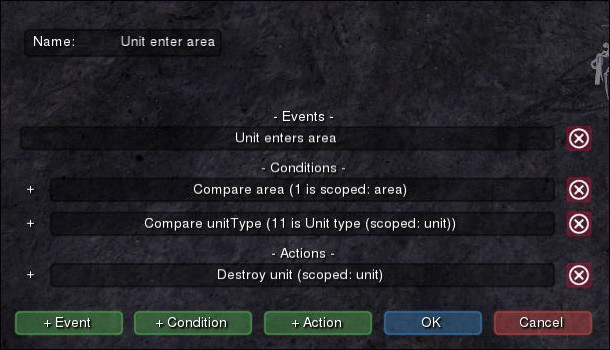 Name: Unit enter area
- Events -
Unit enters area
- Conditions -
+ Compare area (1 is scoped: area)
+ Compare unitType (11 is Unit type (scoped: unit))
- Actions -
+ Destroy unit (scoped: unit)
+ Event + Condition + Action OK Cancel